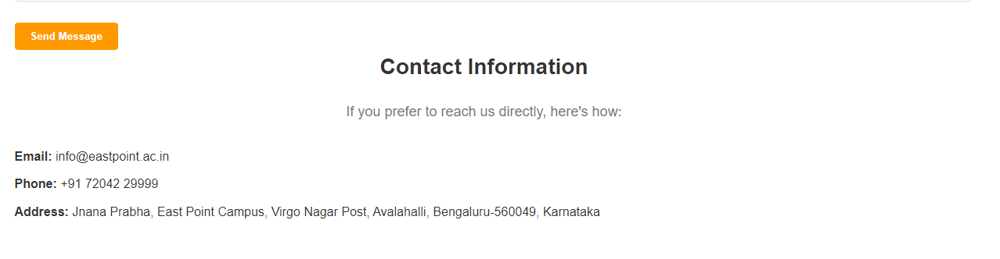 Send Message
Contact Information
If you prefer to reach us directly, here's how:
Email: info@eastpoint.ac.in
Phone: +91 72042 29999
Address: Jnana Prabha, East Point Campus, Virgo Nagar Post, Avalahalli, Bengaluru-560049, Karnataka